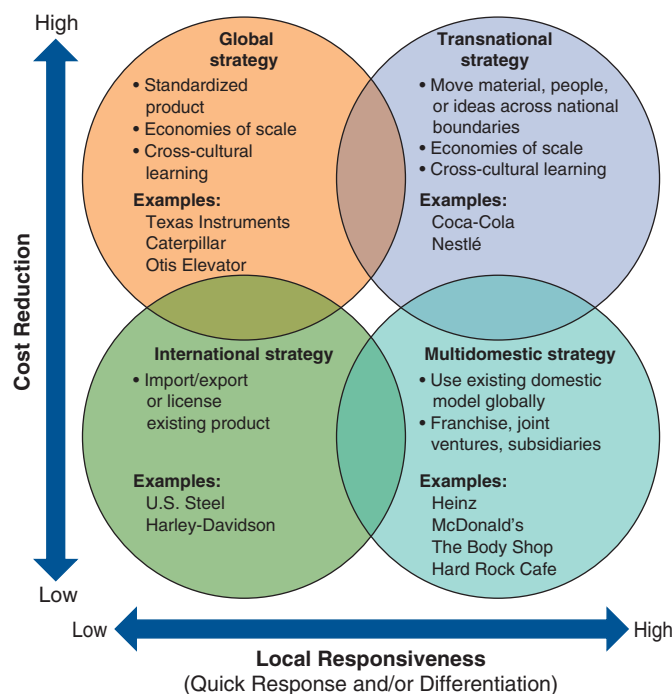 High
Global
strategy
• Standardized
product
• Economies of scale
• Cross-cultural
learning
Examples:
Texas Instruments
Caterpillar
Otis Elevator
Transnational
strategy
• Move material, people,
or ideas across national
boundaries
• Economies of scale
• Cross-cultural learning
Examples:
Coca-Cola
Nestlé
Cost Reduction
International strategy
• Import/export
or license
existing product
Examples:
U.S. Steel
Harley-Davidson
Multidomestic strategy
• Use existing domestic
model globally
• Franchise, joint
ventures, subsidiaries
Examples:
Heinz
McDonald's
The Body Shop
Hard Rock Cafe
Low
Low
High
Local Responsiveness
(Quick Response and/or Differentiation)